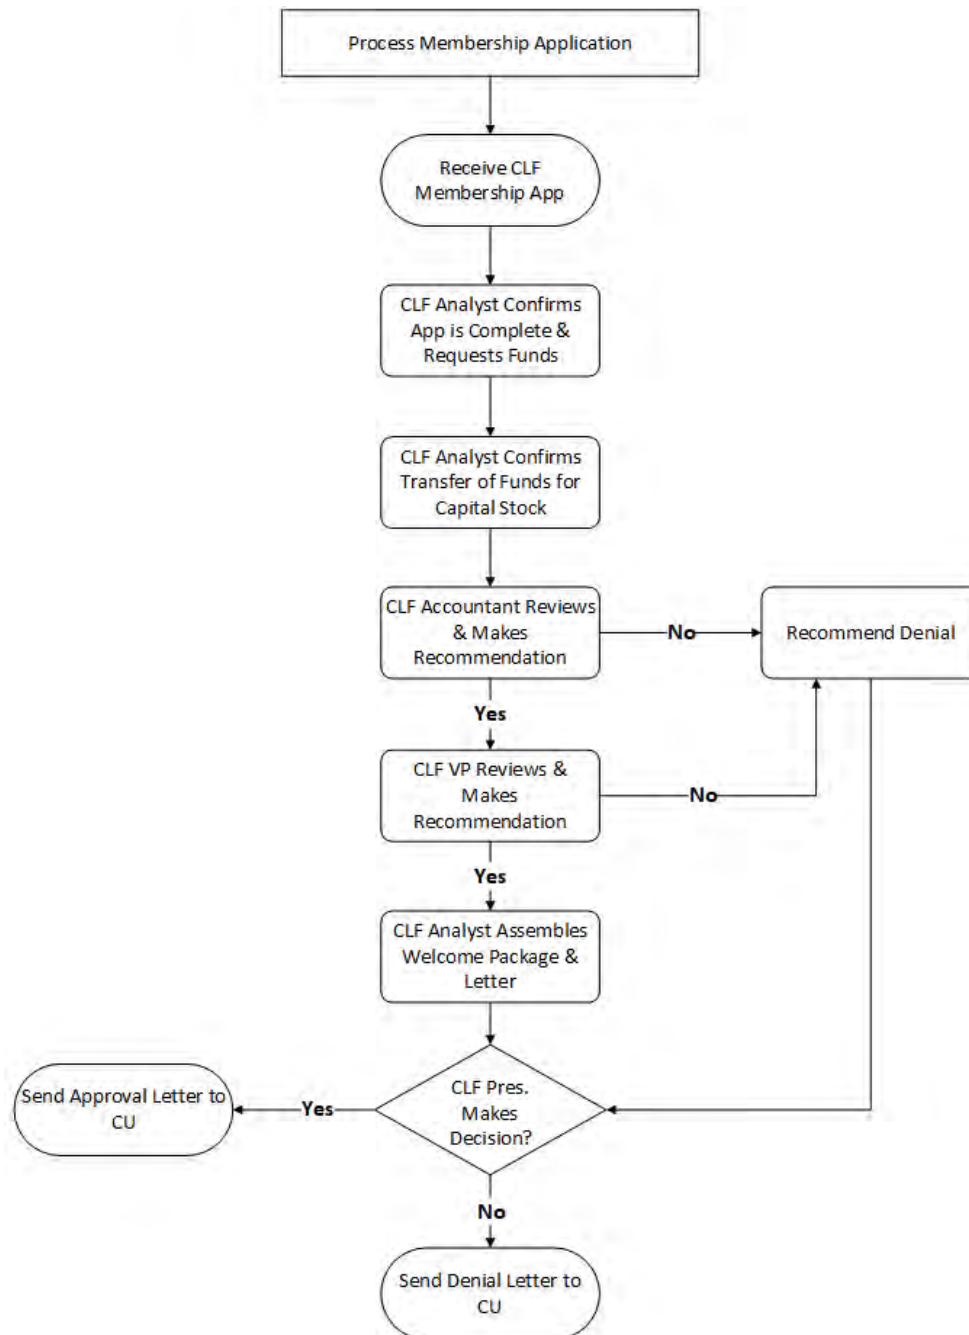 Process Membership Application
Receive CLF
Membership App
CLF Analyst Confirms
App is Complete &
Requests Funds
CLF Analyst Confirms
Transfer of Funds for
Capital Stock
CLF Accountant Reviews
& Makes
Recommendation
No
Recommend Denial
Yes
CLF VP Reviews &
Makes
Recommendation
No
Yes
CLF Analyst Assembles
Welcome Package &
Letter
CLF Pres.
Makes
Decision?
Yes
Send Approval Letter to
CU
No
Send Denial Letter to
CU